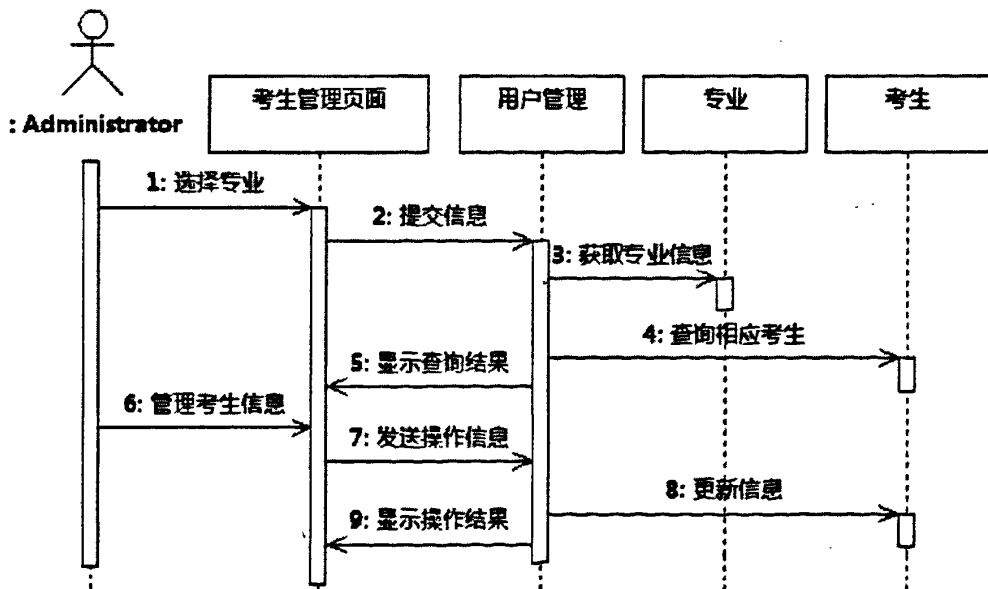 : Administrator
考生管理页面
用户管理
专业
考生
1: 选择专业
2: 提交信息
3: 获取专业信息
4: 查询相应考生
5: 显示查询结果
6: 管理考生信息
7: 发送操作信息
8: 更新信息
9: 显示操作结果